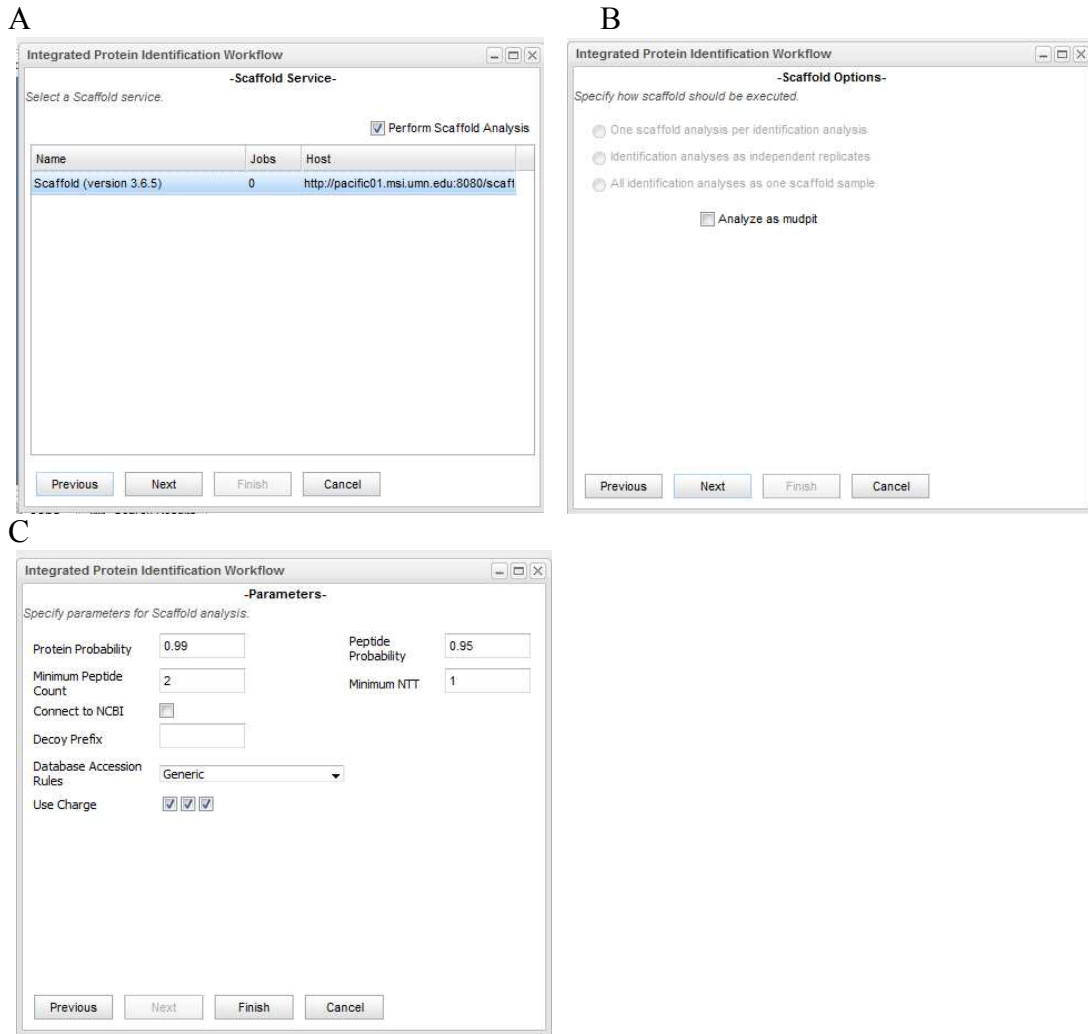 A
Integrated Protein Identification Workflow
-Scaffold Service-
Select a Scaffold service.
Perform Scaffold Analysis
Name Jobs Host
Scaffold (version 3.6.5) 0 http://pacific01.msi.umn.edu:8080/scaff
Previous Next Finish Cancel
B
Integrated Protein Identification Workflow
-Scaffold Options-
Specify how scaffold should be executed.
One scaffold analysis per identification analysis
Identification analyses as independent replicates
All identification analyses as one scaffold sample
Analyze as mudpit
Previous Next Finish Cancel
C
Integrated Protein Identification Workflow
-Parameters-
Specify parameters for Scaffold analysis.
Protein Probability 0.99 Peptide Probability 0.95
Minimum Peptide Count 2 Minimum NTT 1
Connect to NCBI
Decoy Prefix
Database Accession Rules Generic
Use Charge
Previous Next Finish Cancel